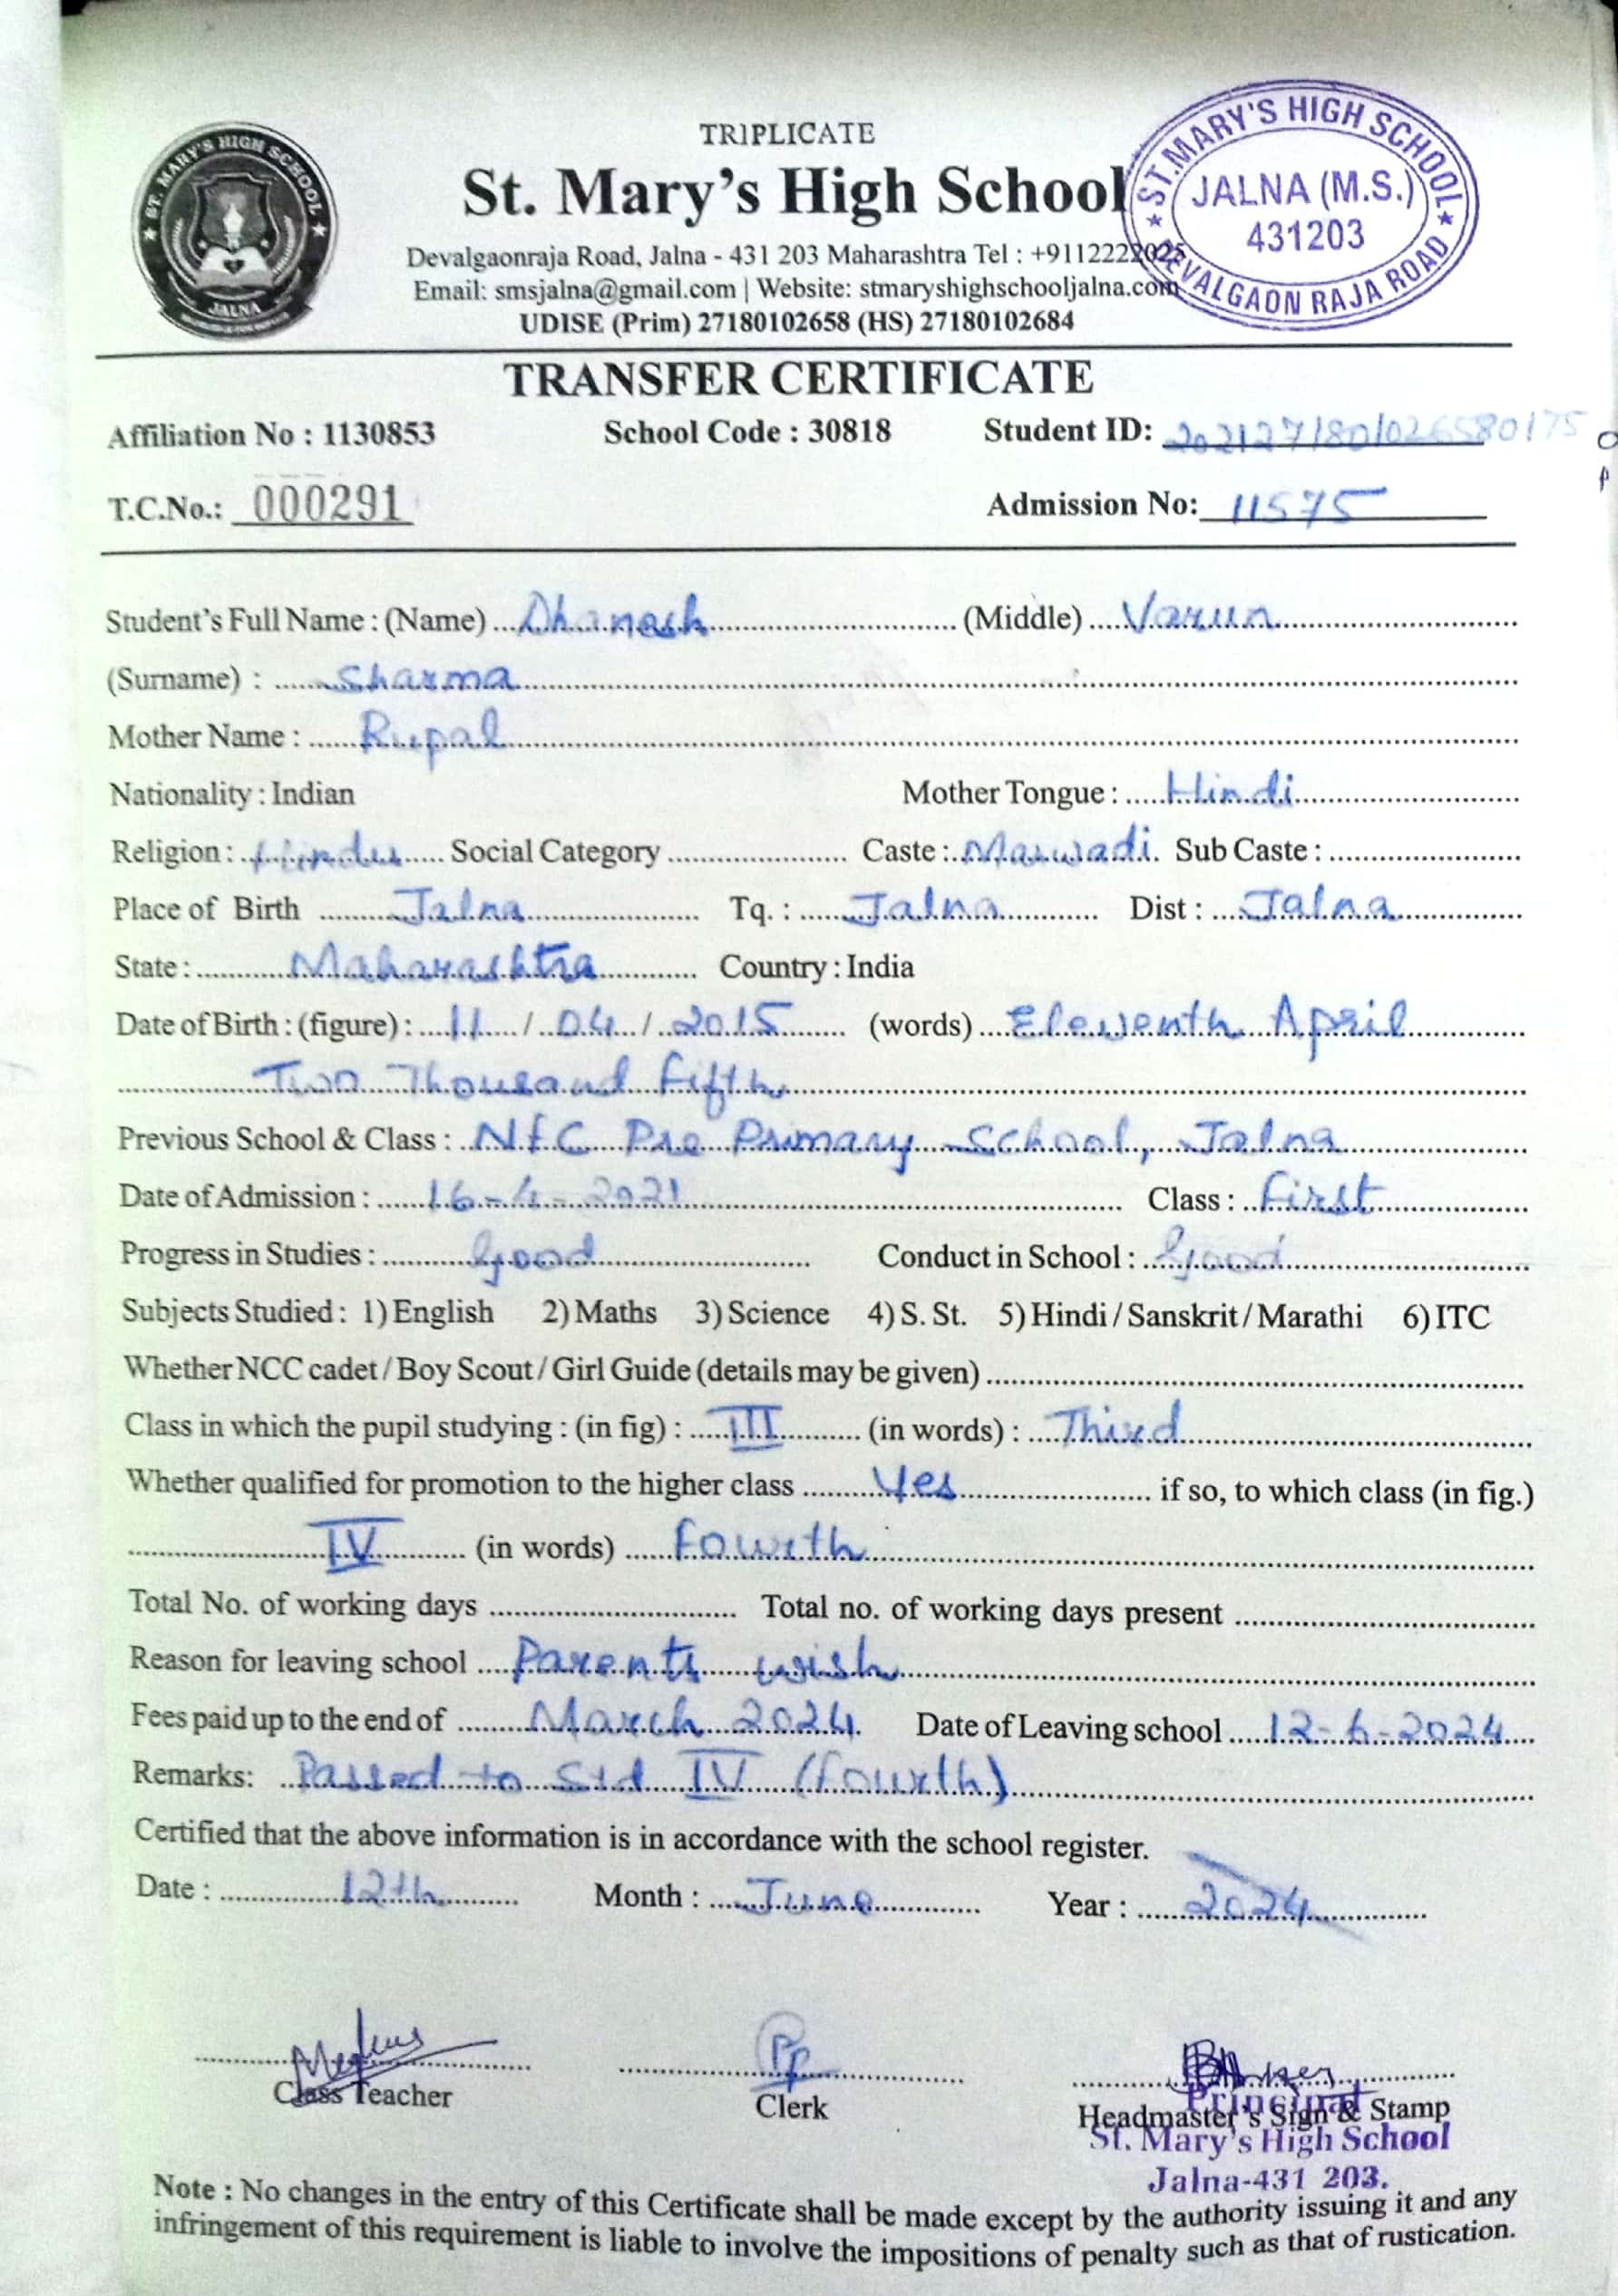 TRIPLICATE
St. Mary's High School
ST. MARY'S HIGH SCHOOL
JALNA
ST. MARY'S HIGH SCHOOL
JALNA (M.S.)
431203
DEVALGAON RAJA ROAD
Devalgaonraja Road, Jalna - 431 203 Maharashtra Tel : +9112222025
Email: smsjalna@gmail.com | Website: stmaryshighschooljalna.com
UDISE (Prim) 27180102658 (HS) 27180102684
TRANSFER CERTIFICATE
Affiliation No : 1130853 School Code : 30818 Student ID: 2021271801026580175
T.C.No.: 000291 Admission No: 11575
Student's Full Name : (Name) Dhanesh (Middle) Varun
(Surname) : Sharma
Mother Name : Rupal
Nationality : Indian Mother Tongue : Hindi
Religion : Hindu Social Category Caste : Marwadi Sub Caste :
Place of Birth Jalna Tq. : Jalna Dist : Jalna
State : Maharashtra Country : India
Date of Birth : (figure) : 11 / 04 / 2015 (words) Eleventh April
Two Thousand Fifth
Previous School & Class : NFC Pre Primary School, Jalna
Date of Admission : 16-4-2021 Class : First
Progress in Studies : Good Conduct in School : Good
Subjects Studied : 1) English 2) Maths 3) Science 4) S. St. 5) Hindi / Sanskrit / Marathi 6) ITC
Whether NCC cadet / Boy Scout / Girl Guide (details may be given)
Class in which the pupil studying : (in fig) : III (in words) : Third
Whether qualified for promotion to the higher class Yes if so, to which class (in fig.)
IV (in words) Fourth
Total No. of working days Total no. of working days present
Reason for leaving school Parents wish
Fees paid up to the end of March 2024. Date of Leaving school 12-6-2024
Remarks: Passed to Std IV (Fourth)
Certified that the above information is in accordance with the school register.
Date : 12th Month : June Year : 2024
Class Teacher Clerk Headmaster's Sign & Stamp
Principal
St. Mary's High School
Jalna-431 203.
Note : No changes in the entry of this Certificate shall be made except by the authority issuing it and any
infringement of this requirement is liable to involve the impositions of penalty such as that of rustication.